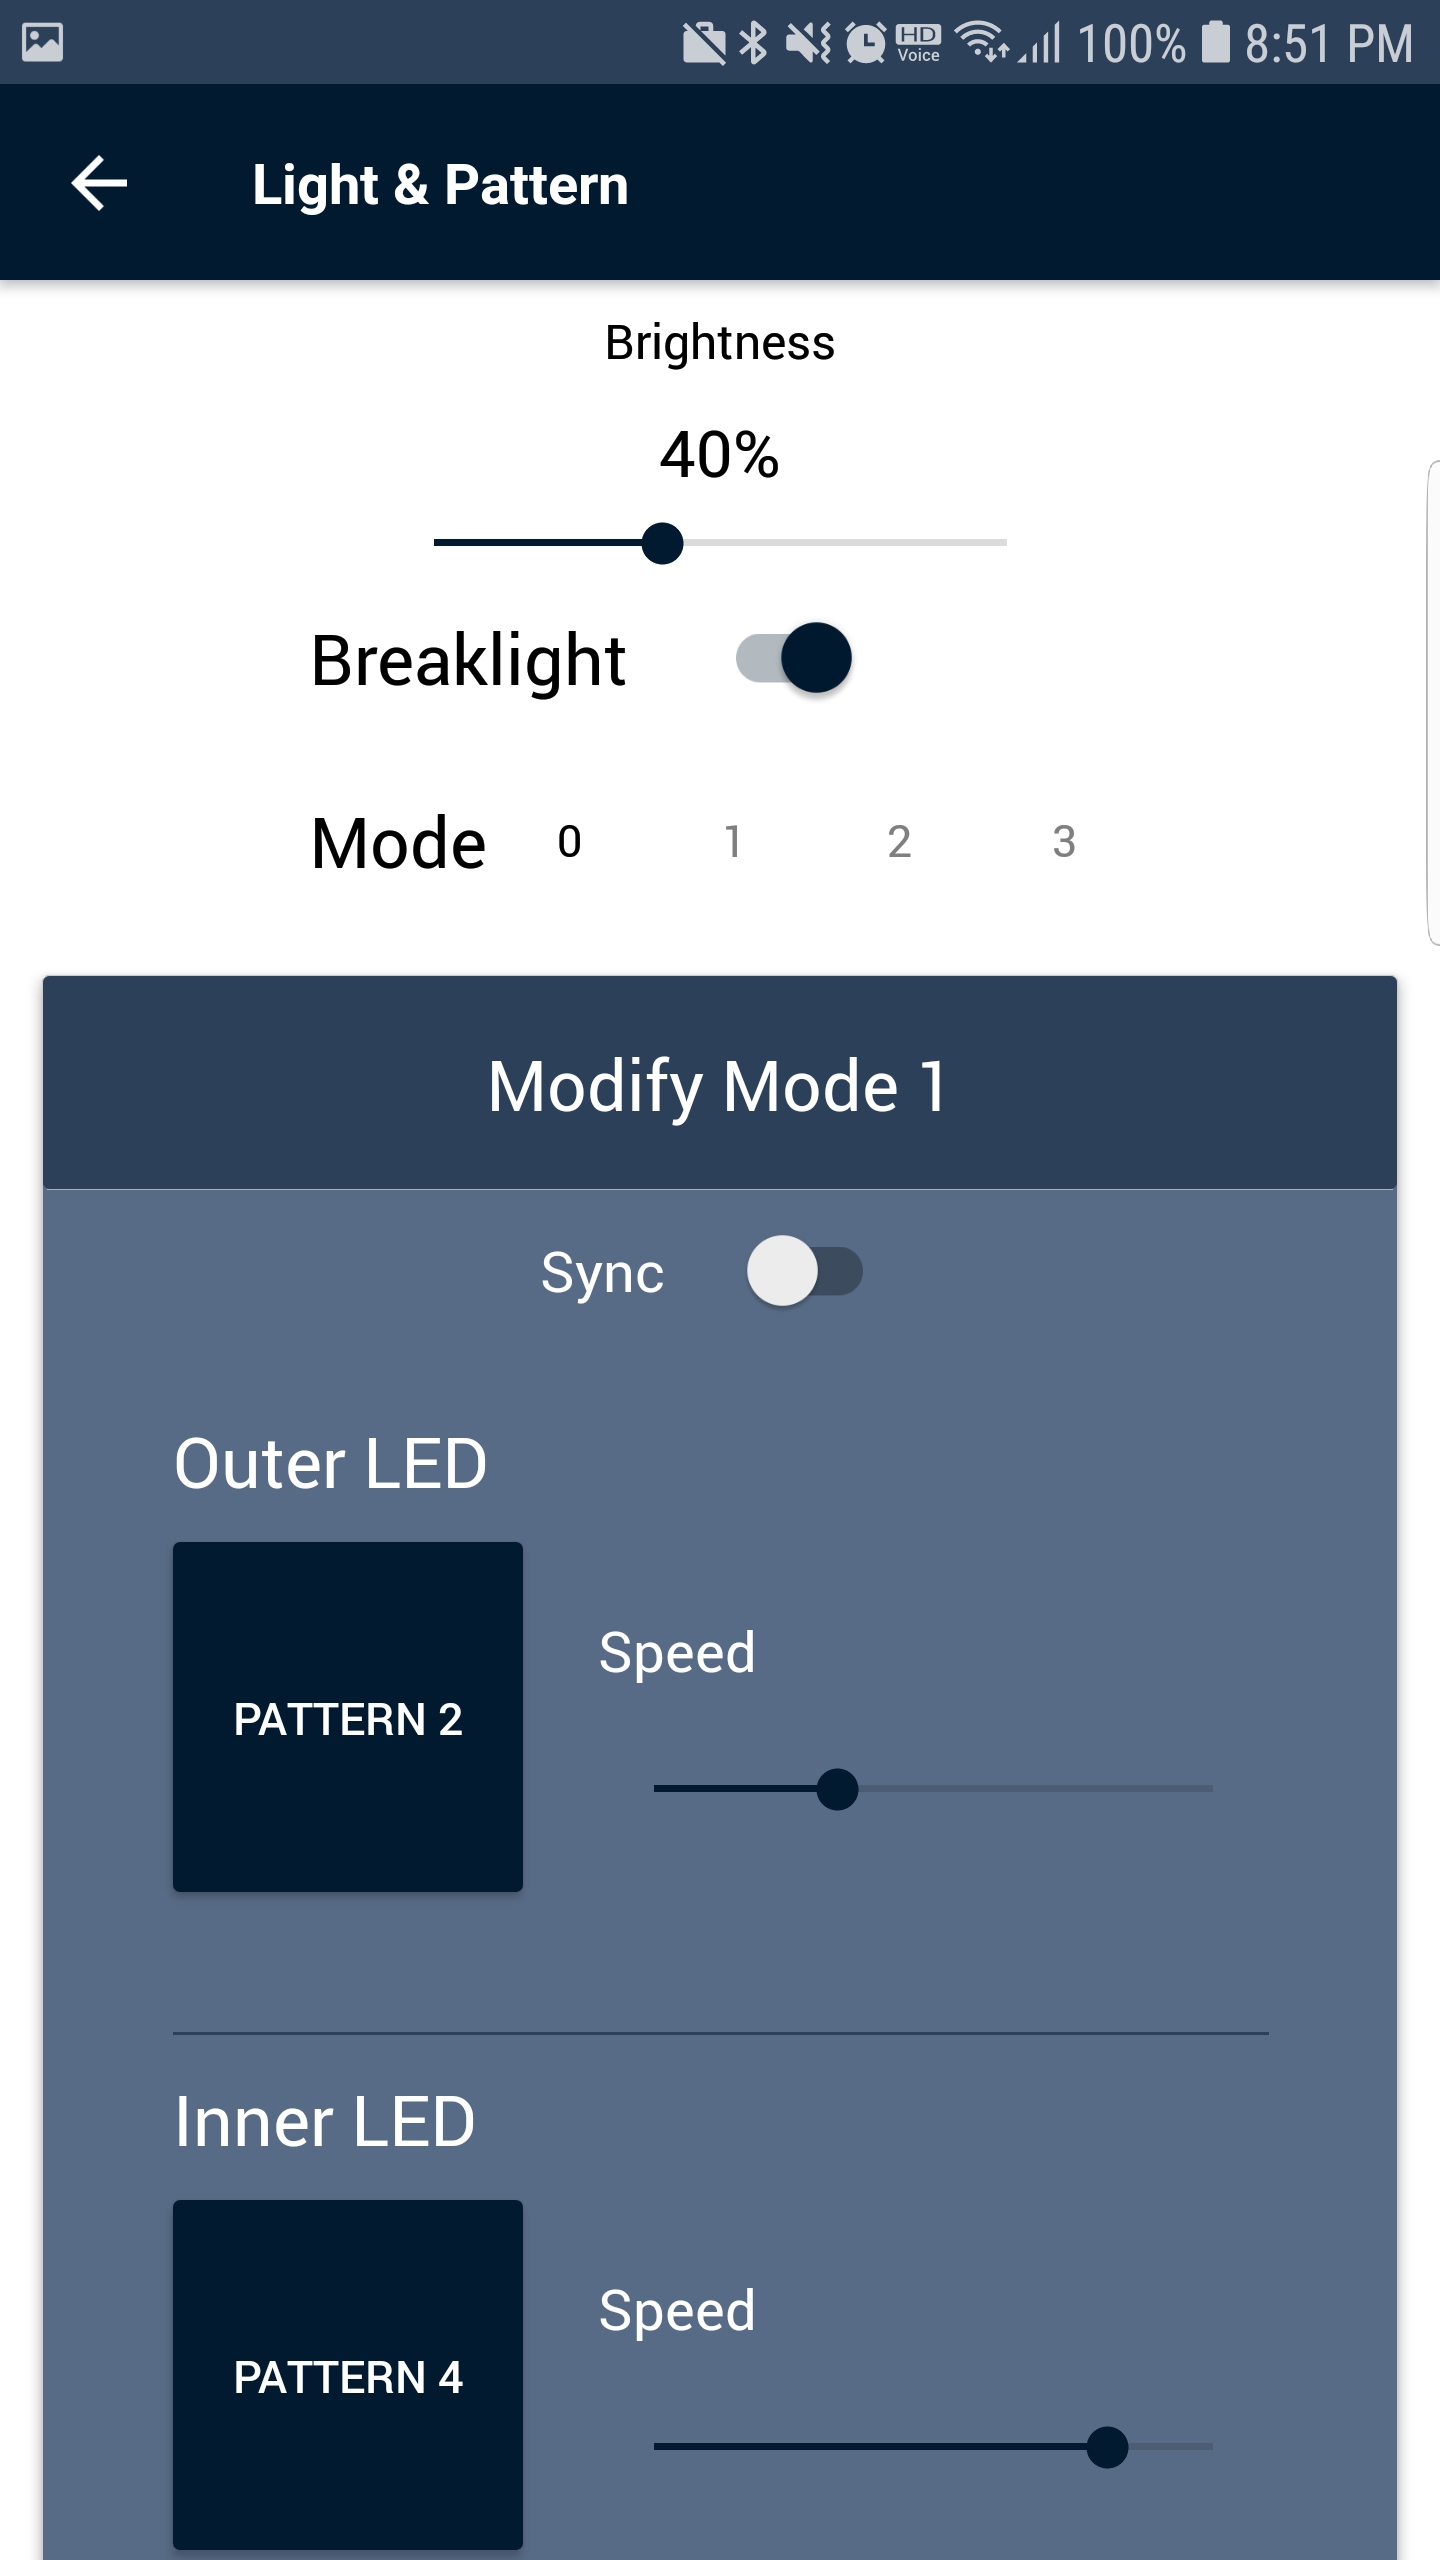 HD Voice 100% 8:51 PM
Light & Pattern
Brightness
40%
Breaklight
Mode 0 1 2 3
Modify Mode 1
Sync
Outer LED
Speed
PATTERN 2
Inner LED
Speed
PATTERN 4